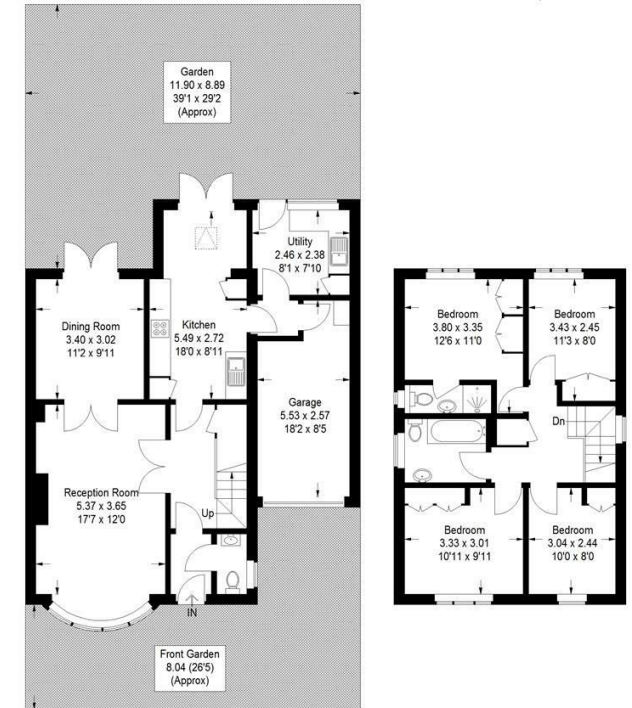 Garden
11.90 x 8.89
39'1 x 29'2
(Approx)
Utility
2.46 x 2.38
8'1 x 7'10
Dining Room
3.40 x 3.02
11'2 x 9'11
Kitchen
5.49 x 2.72
18'0 x 8'11
Garage
5.53 x 2.57
18'2 x 8'5
Reception Room
5.37 x 3.65
17'7 x 12'0
Up
IN
Front Garden
8.04 (26'5)
(Approx)
Bedroom
3.80 x 3.35
12'6 x 11'0
Bedroom
3.43 x 2.45
11'3 x 8'0
Dn
Bedroom
3.33 x 3.01
10'11 x 9'11
Bedroom
3.04 x 2.44
10'0 x 8'0